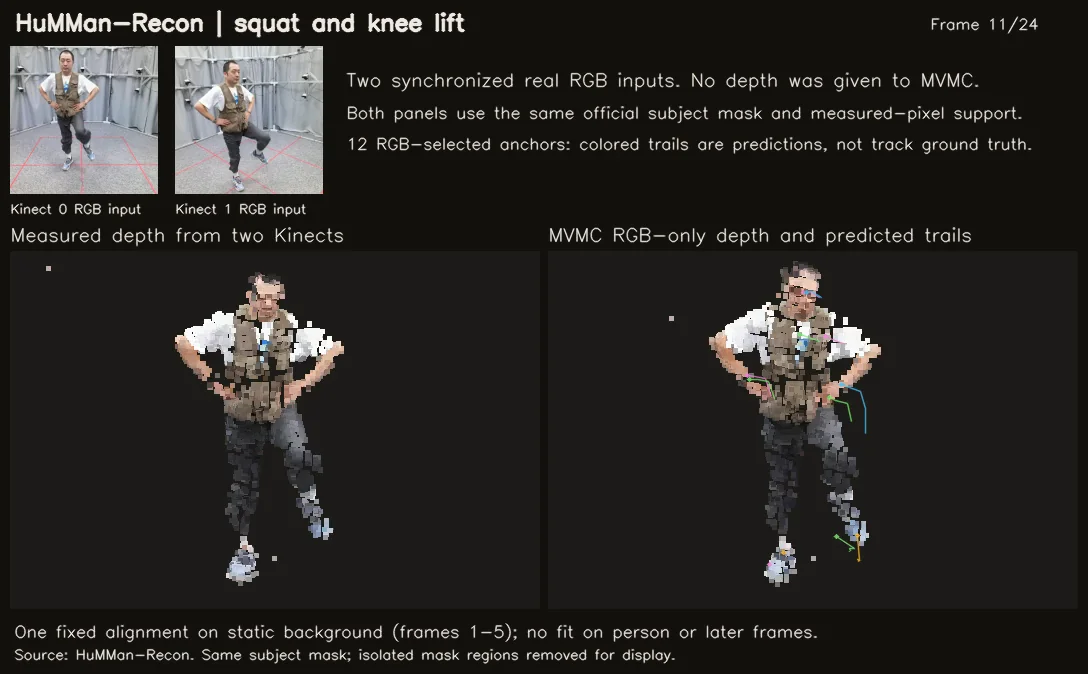 HuMMan-Recon | squat and knee lift
Frame 11/24
Two synchronized real RGB inputs. No depth was given to MVMC.
Both panels use the same official subject mask and measured-pixel support.
12 RGB-selected anchors: colored trails are predictions, not track ground truth.
Kinect 0 RGB input
Kinect 1 RGB input
Measured depth from two Kinects
MVMC RGB-only depth and predicted trails
One fixed alignment on static background (frames 1-5); no fit on person or later frames.
Source: HuMMan-Recon. Same subject mask; isolated mask regions removed for display.